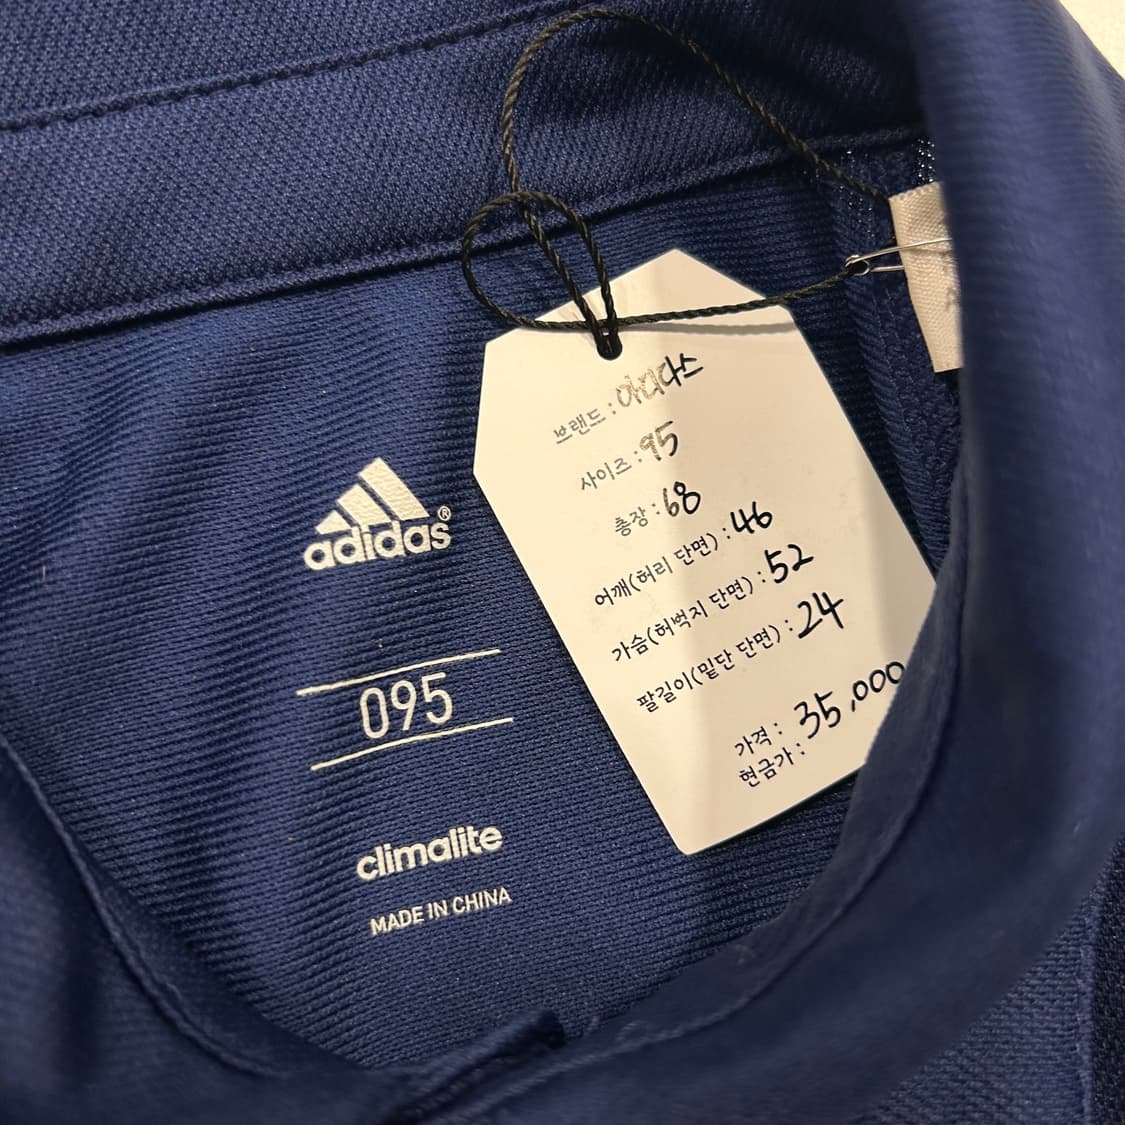 adidas®
095
climalite
MADE IN CHINA
브랜드 : 아디다스
사이즈 : 95
총장 : 68
어깨(허리 단면) : 46
가슴(허벅지 단면) : 52
팔길이(밑단 단면) : 24
가격 : 35,000
현금가 :